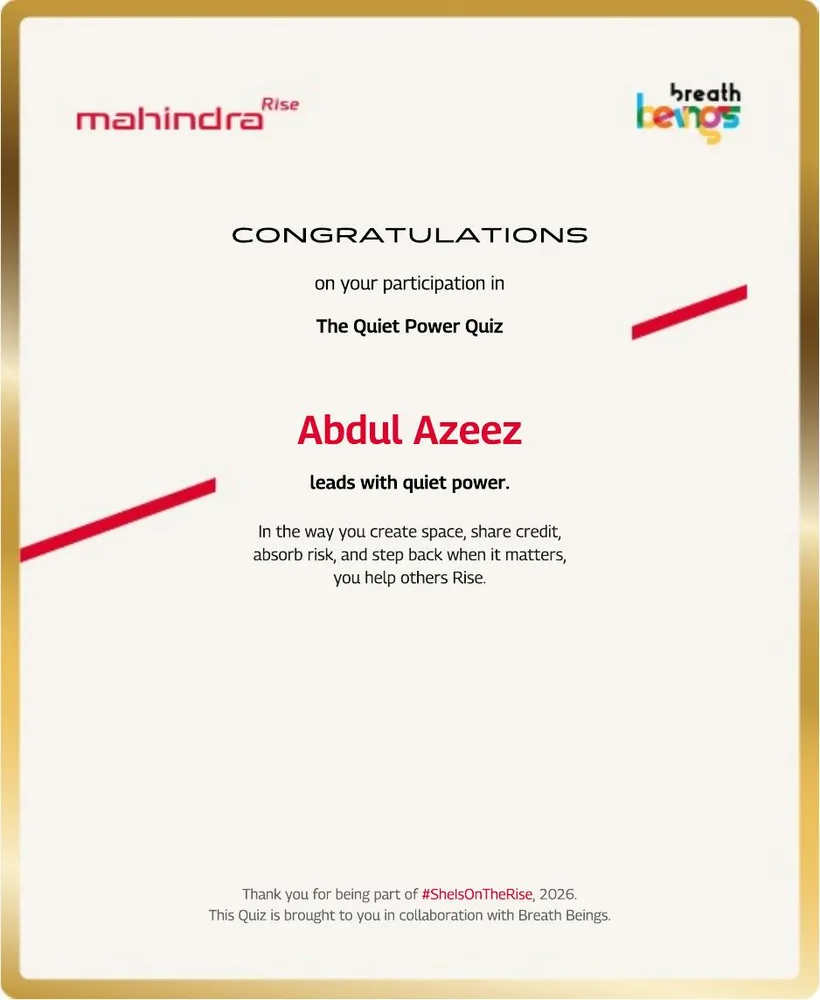 mahindra Rise
breath
beings
CONGRATULATIONS
on your participation in
The Quiet Power Quiz
Abdul Azeez
leads with quiet power.
In the way you create space, share credit,
absorb risk, and step back when it matters,
you help others Rise.
Thank you for being part of #SheIsOnTheRise, 2026.
This Quiz is brought to you in collaboration with Breath Beings.